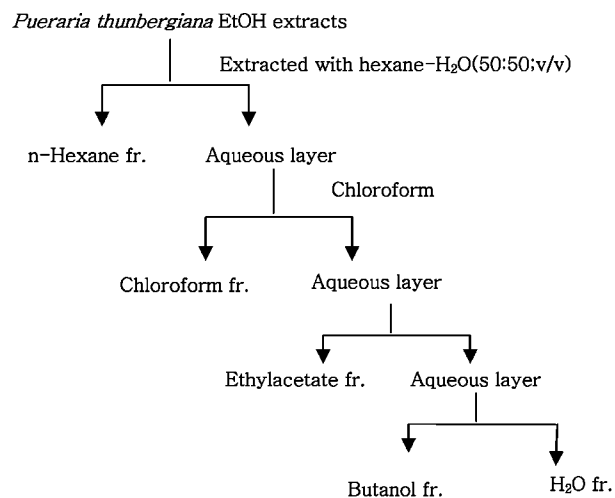 Pueraria thunbergiana EtOH extracts
Extracted with hexane-H₂O(50:50;v/v)
n-Hexane fr.
Aqueous layer
Chloroform
Chloroform fr.
Aqueous layer
Ethylacetate fr.
Aqueous layer
Butanol fr.
H₂O fr.